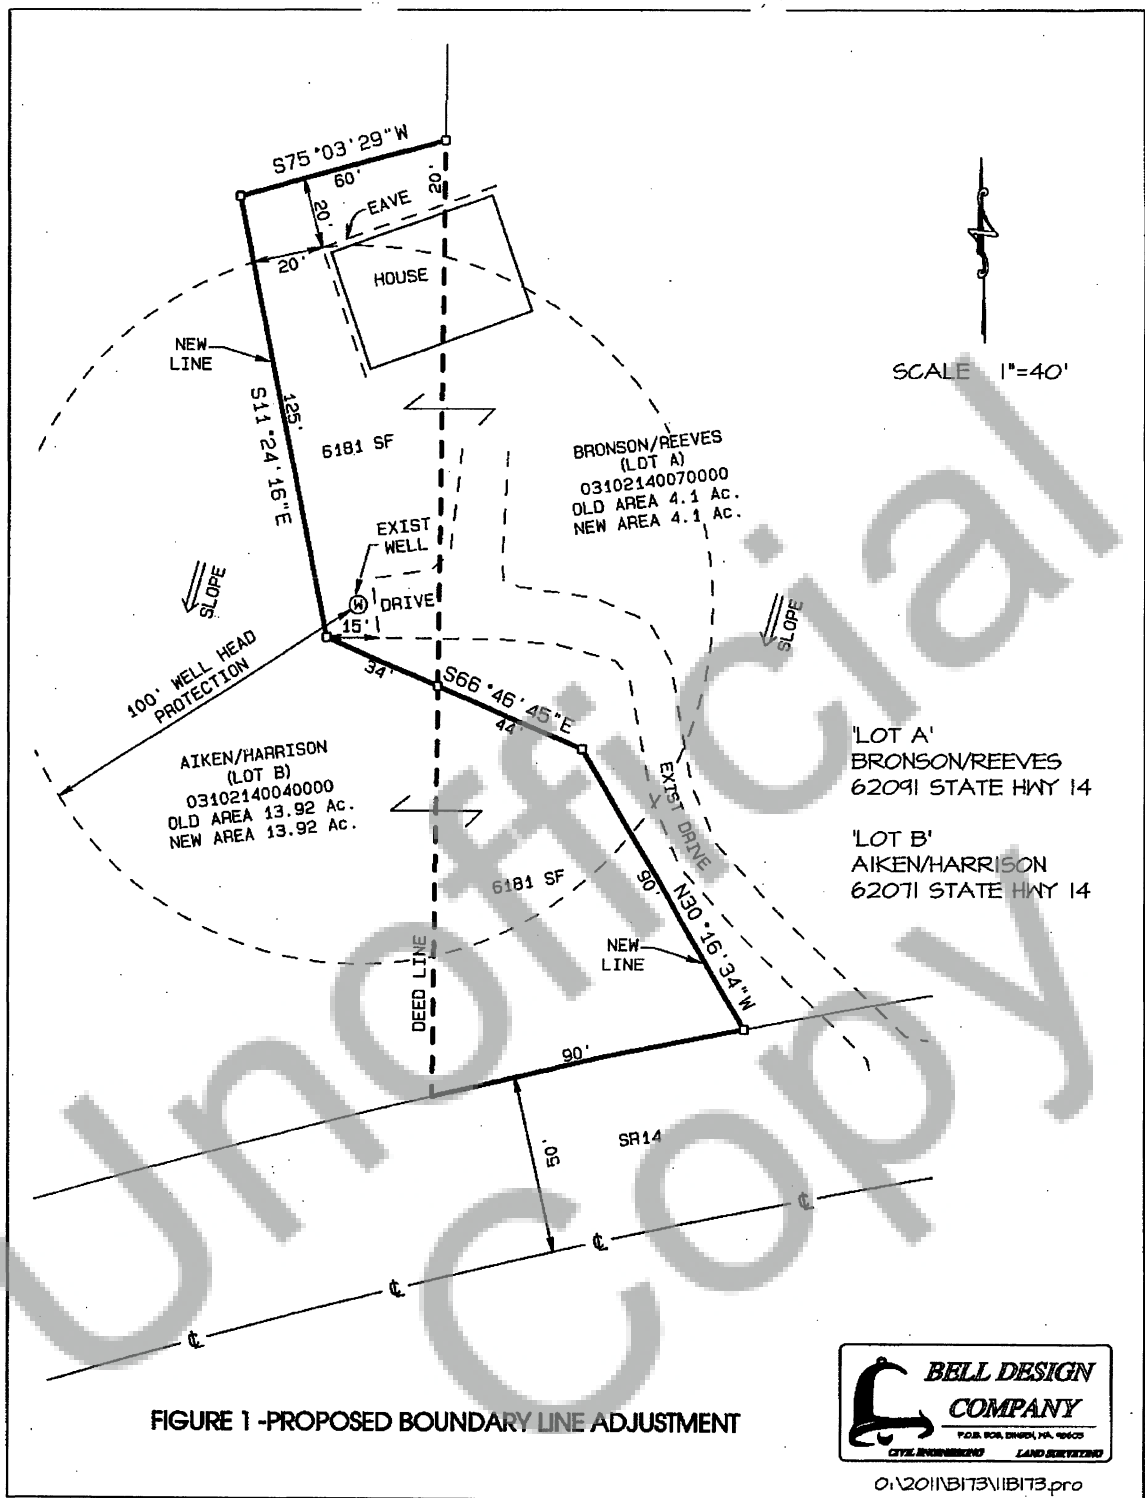 S75°03'29"W
60'
20'
20'
EAVE
20'
HOUSE
NEW
LINE
SCALE 1"=40'
125'
S11°24'16"E
6181 SF
BRONSON/REEVES
(LOT A)
03102140070000
OLD AREA 4.1 Ac.
NEW AREA 4.1 Ac.
EXIST
WELL
SLOPE
W
DRIVE
15'
SLOPE
100' WELL HEAD
PROTECTION
34'
S66°46'45"E
44'
'LOT A'
BRONSON/REEVES
62091 STATE HWY 14
AIKEN/HARRISON
(LOT B)
03102140040000
OLD AREA 13.92 Ac.
NEW AREA 13.92 Ac.
EXIST DRIVE
'LOT B'
AIKEN/HARRISON
62071 STATE HWY 14
6181 SF
90'
N30°16'34"W
NEW
LINE
DEED LINE
90'
50'
SR14
℄
℄
℄
℄
Unofficial
Copy
FIGURE 1 -PROPOSED BOUNDARY LINE ADJUSTMENT
BELL DESIGN
COMPANY
CIVIL ENGINEERING LAND SURVEYING
O:\2011\B173\11B173.pro